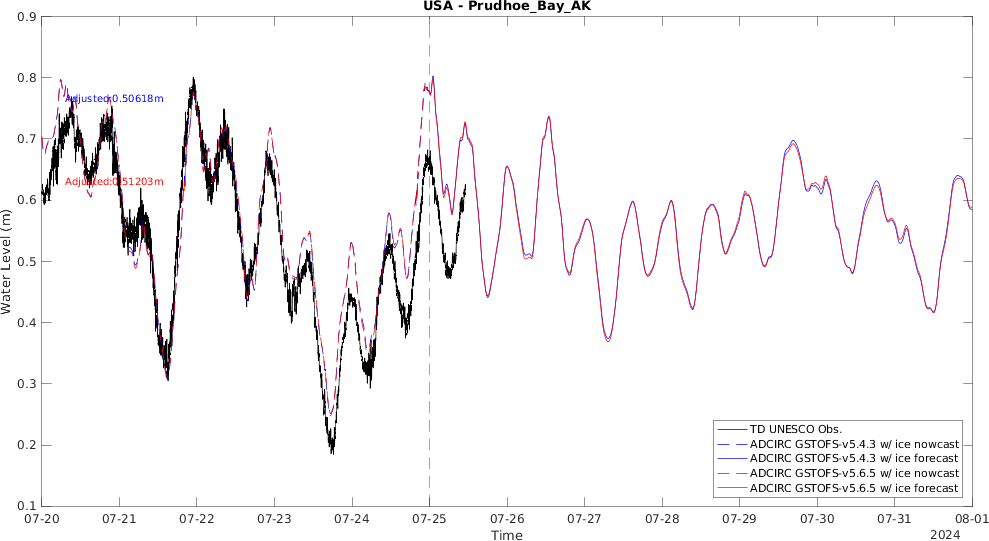 USA - Prudhoe_Bay_AK
0.9
0.8
0.7
0.6
0.5
0.4
0.3
0.2
0.1
Water Level (m)
Adjusted:0.50618m
Adjusted:0.51203m
TD UNESCO Obs.
ADCIRC GSTOFS-v5.4.3 w/ ice nowcast
ADCIRC GSTOFS-v5.4.3 w/ ice forecast
ADCIRC GSTOFS-v5.6.5 w/ ice nowcast
ADCIRC GSTOFS-v5.6.5 w/ ice forecast
07-20 07-21 07-22 07-23 07-24 07-25 07-26 07-27 07-28 07-29 07-30 07-31 08-01
Time
2024